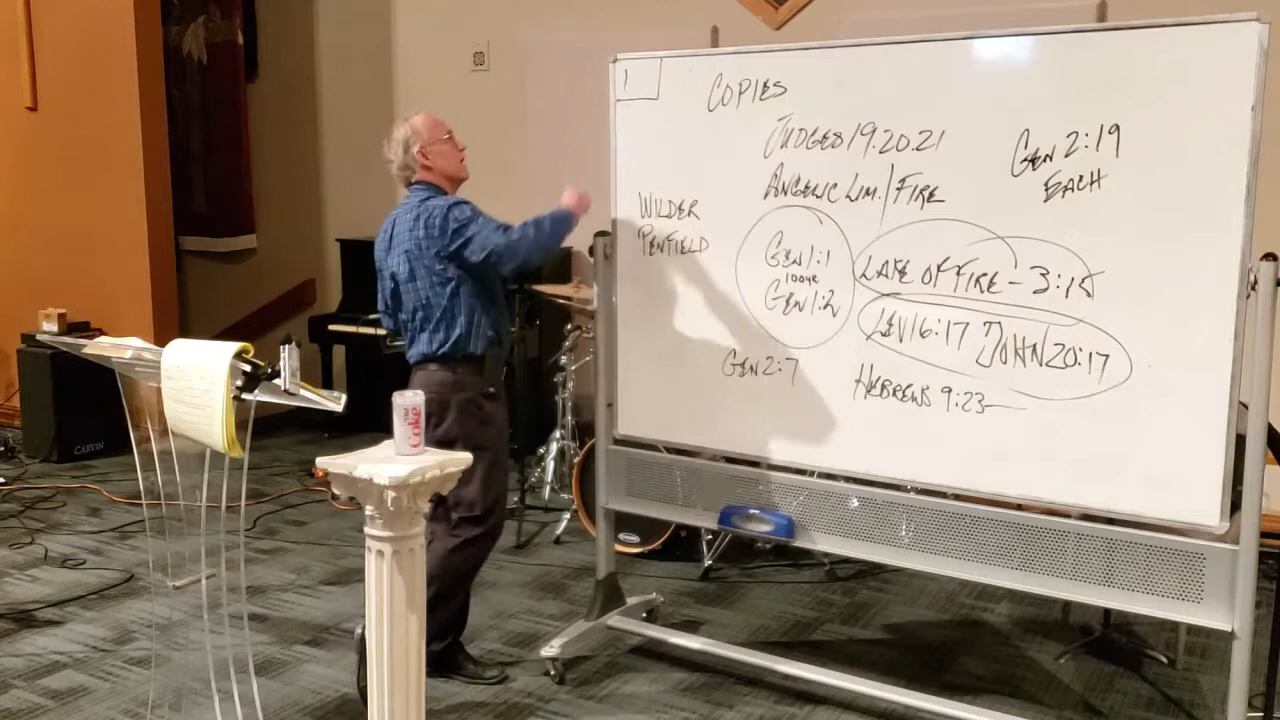 1
COPIES
JUDGES 19.20.21
GEN 2:19
EACH
ANGELIC LIM. / FIRE
WILDER
PENFIELD
GEN 1:1
100YR
GEN 1:2
LAKE OF FIRE - 3:15
LEV 16:17 JOHN 20:17
GEN 2:7
HEBREWS 9:23—
Diet
Coke
CARVIN